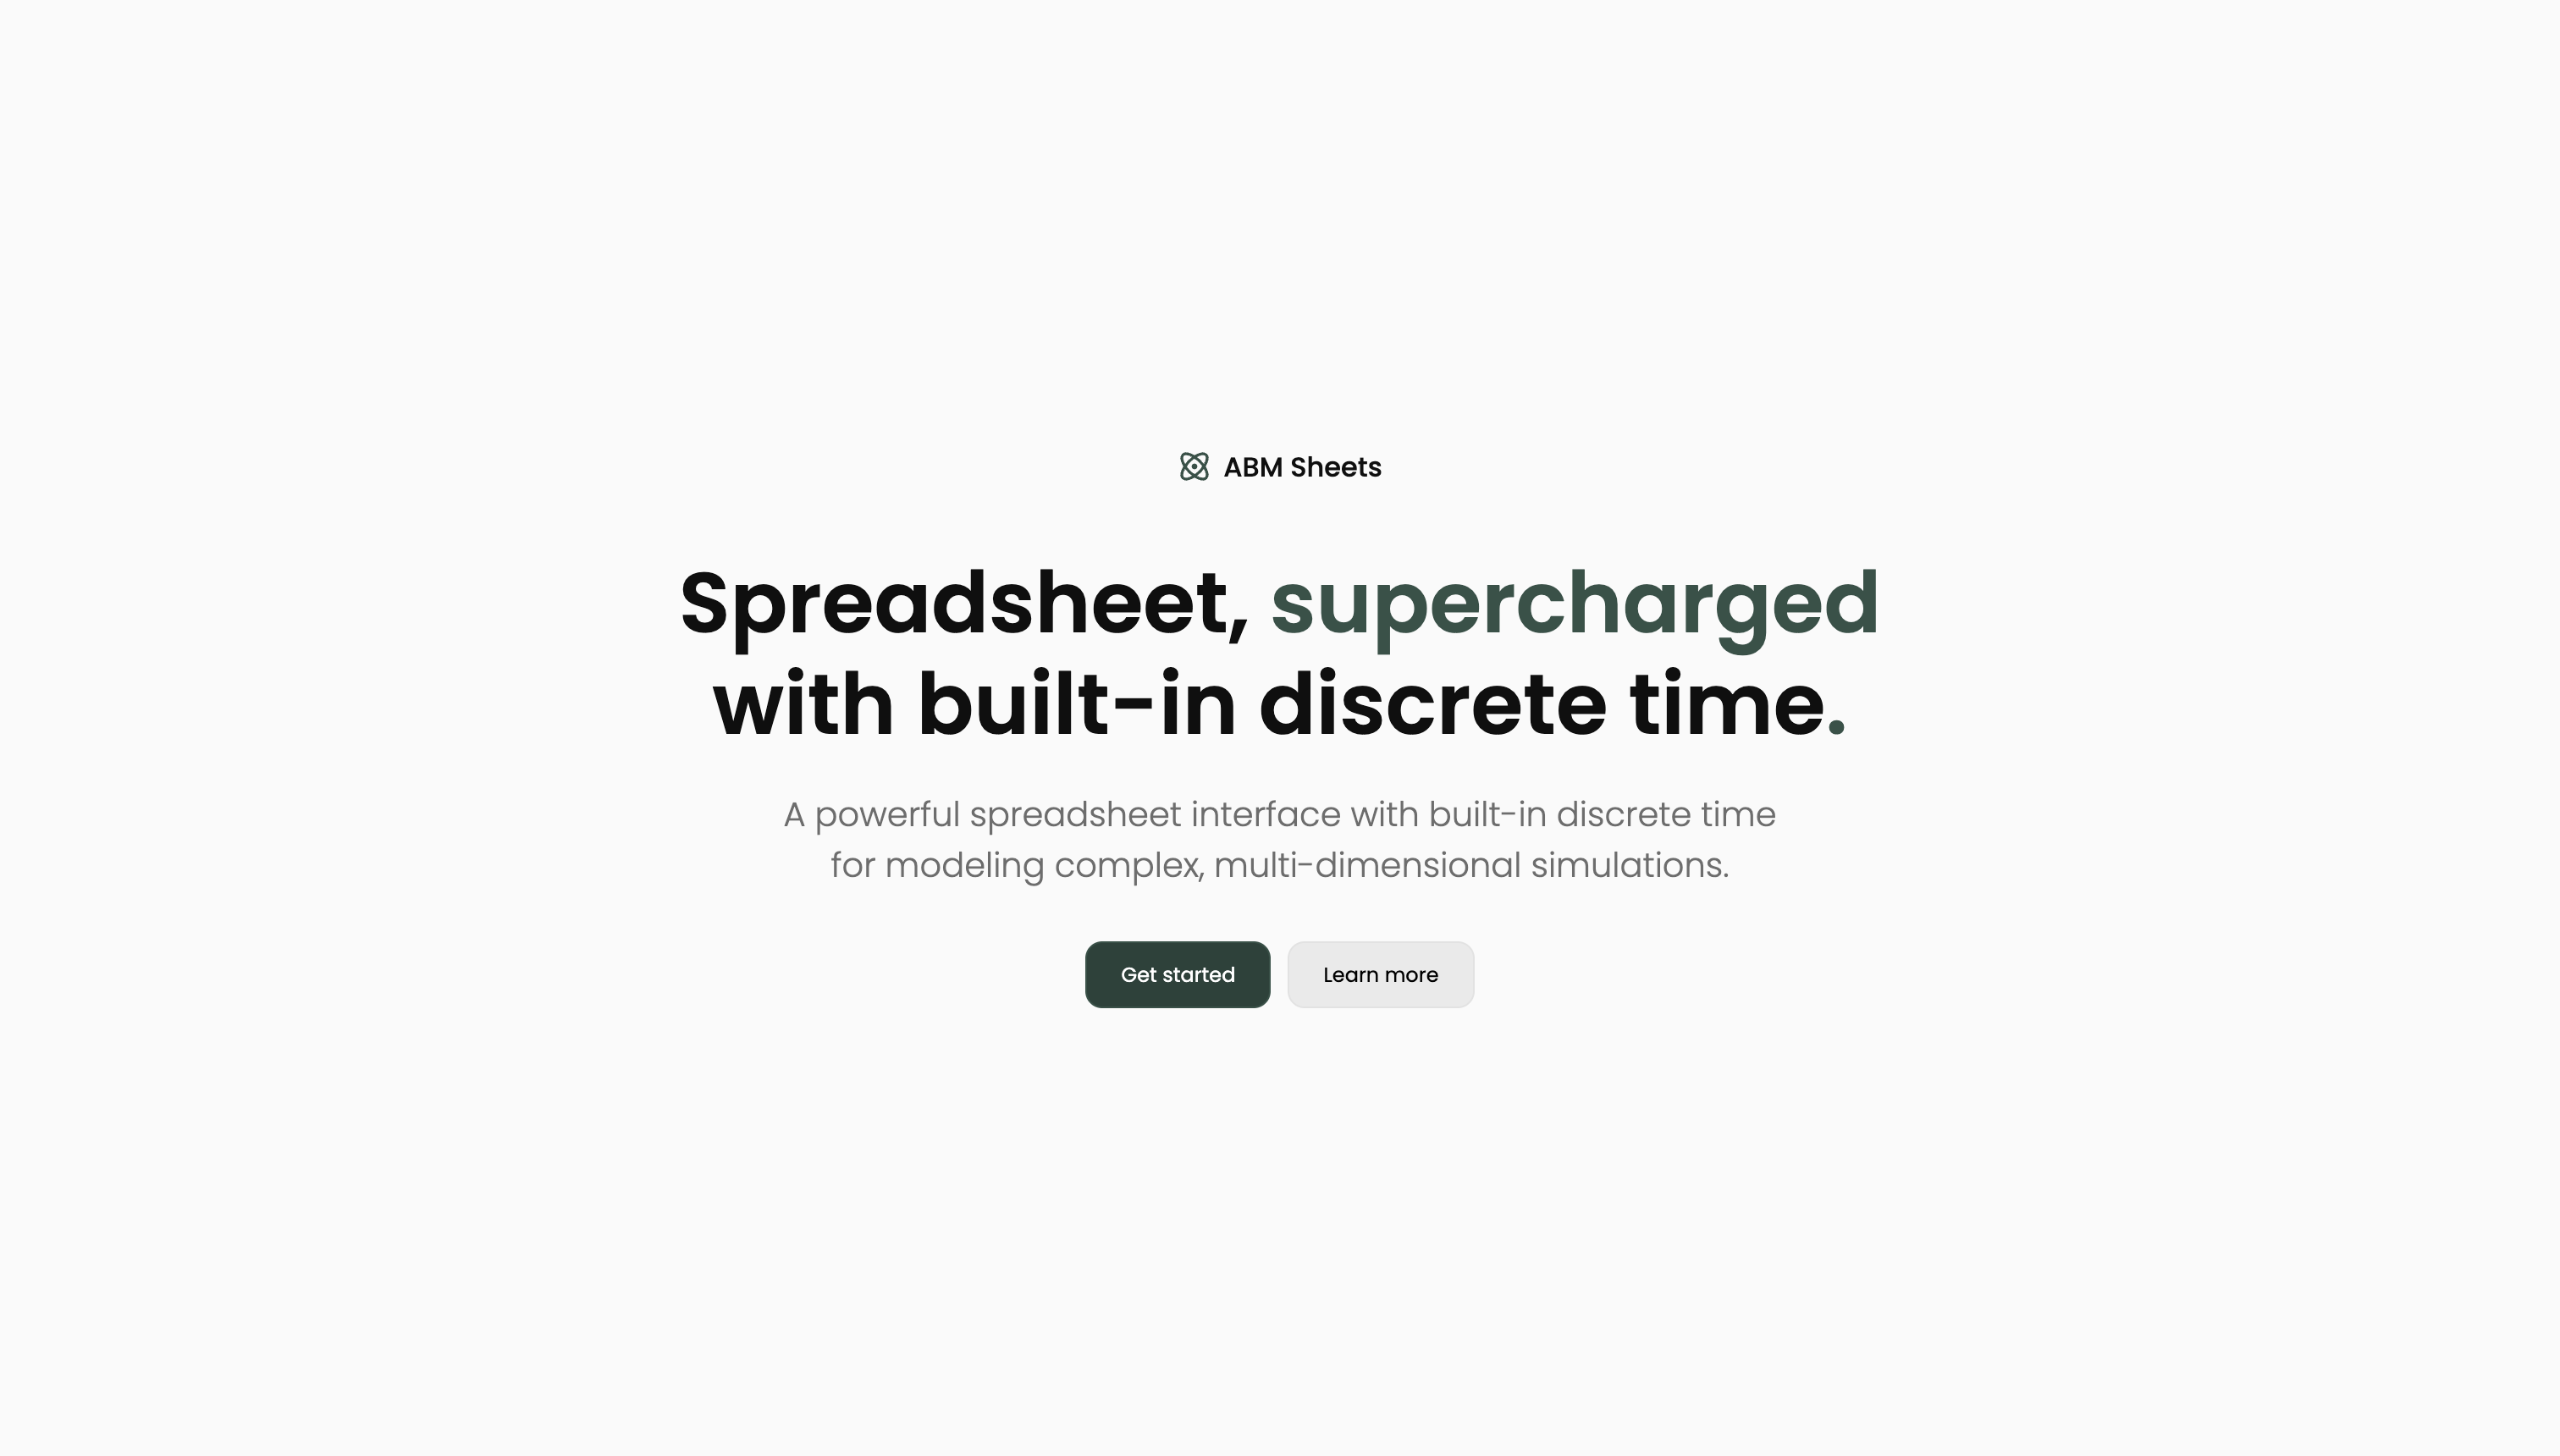 ABM Sheets
Spreadsheet, supercharged
with built-in discrete time.
A powerful spreadsheet interface with built-in discrete time
for modeling complex, multi-dimensional simulations.
Get started
Learn more